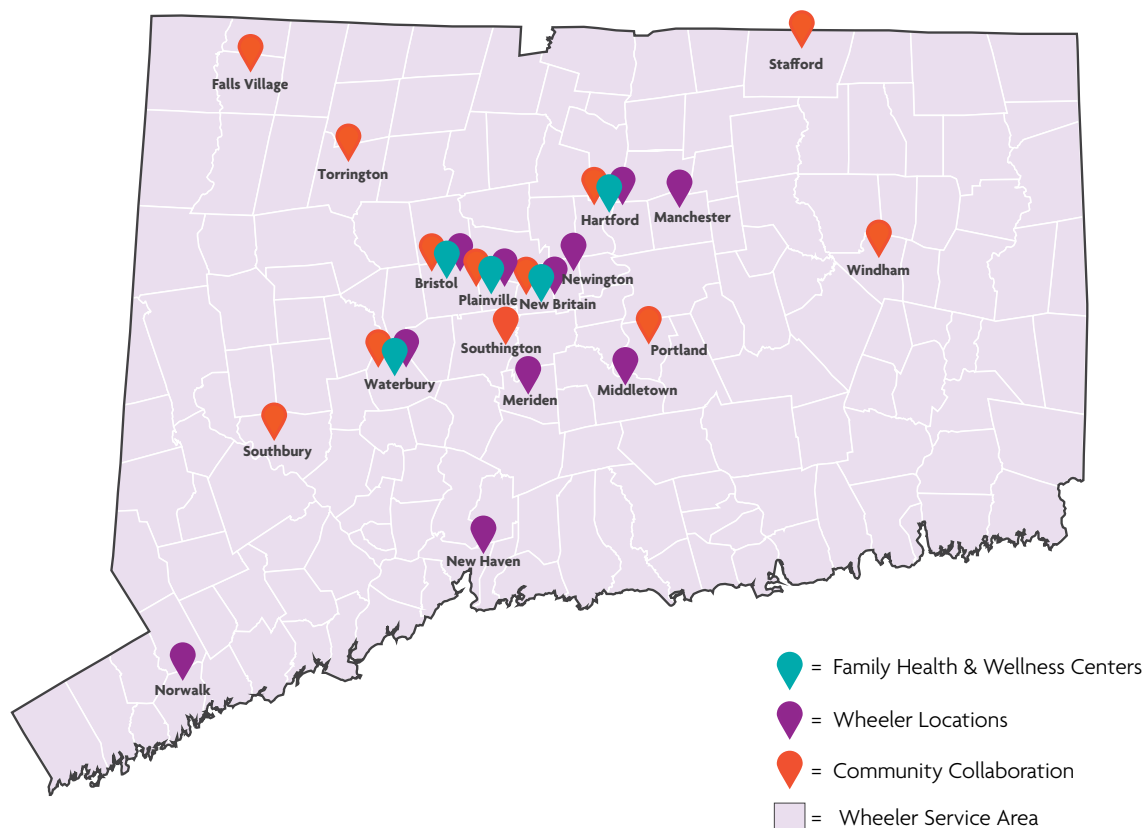 Stafford
Falls Village
Torrington
Hartford
Manchester
Windham
Bristol
Newington
Plainville
New Britain
Southington
Portland
Waterbury
Meriden
Middletown
Southbury
New Haven
Norwalk
= Family Health & Wellness Centers
= Wheeler Locations
= Community Collaboration
= Wheeler Service Area